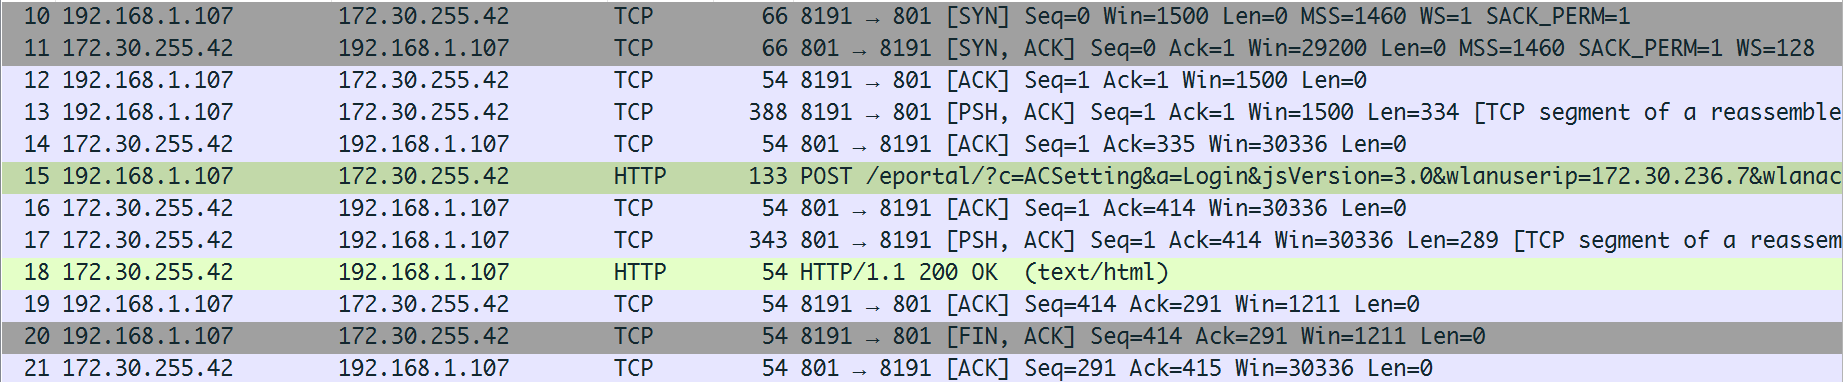 10 192.168.1.107 172.30.255.42 TCP 66 8191 → 801 [SYN] Seq=0 Win=1500 Len=0 MSS=1460 WS=1 SACK_PERM=1
11 172.30.255.42 192.168.1.107 TCP 66 801 → 8191 [SYN, ACK] Seq=0 Ack=1 Win=29200 Len=0 MSS=1460 SACK_PERM=1 WS=128
12 192.168.1.107 172.30.255.42 TCP 54 8191 → 801 [ACK] Seq=1 Ack=1 Win=1500 Len=0
13 192.168.1.107 172.30.255.42 TCP 388 8191 → 801 [PSH, ACK] Seq=1 Ack=1 Win=1500 Len=334 [TCP segment of a reassemble
14 172.30.255.42 192.168.1.107 TCP 54 801 → 8191 [ACK] Seq=1 Ack=335 Win=30336 Len=0
15 192.168.1.107 172.30.255.42 HTTP 133 POST /eportal/?c=ACSetting&a=Login&jsVersion=3.0&wlanuserip=172.30.236.7&wlanac
16 172.30.255.42 192.168.1.107 TCP 54 801 → 8191 [ACK] Seq=1 Ack=414 Win=30336 Len=0
17 172.30.255.42 192.168.1.107 TCP 343 801 → 8191 [PSH, ACK] Seq=1 Ack=414 Win=30336 Len=289 [TCP segment of a reassem
18 172.30.255.42 192.168.1.107 HTTP 54 HTTP/1.1 200 OK (text/html)
19 192.168.1.107 172.30.255.42 TCP 54 8191 → 801 [ACK] Seq=414 Ack=291 Win=1211 Len=0
20 192.168.1.107 172.30.255.42 TCP 54 8191 → 801 [FIN, ACK] Seq=414 Ack=291 Win=1211 Len=0
21 172.30.255.42 192.168.1.107 TCP 54 801 → 8191 [ACK] Seq=291 Ack=415 Win=30336 Len=0